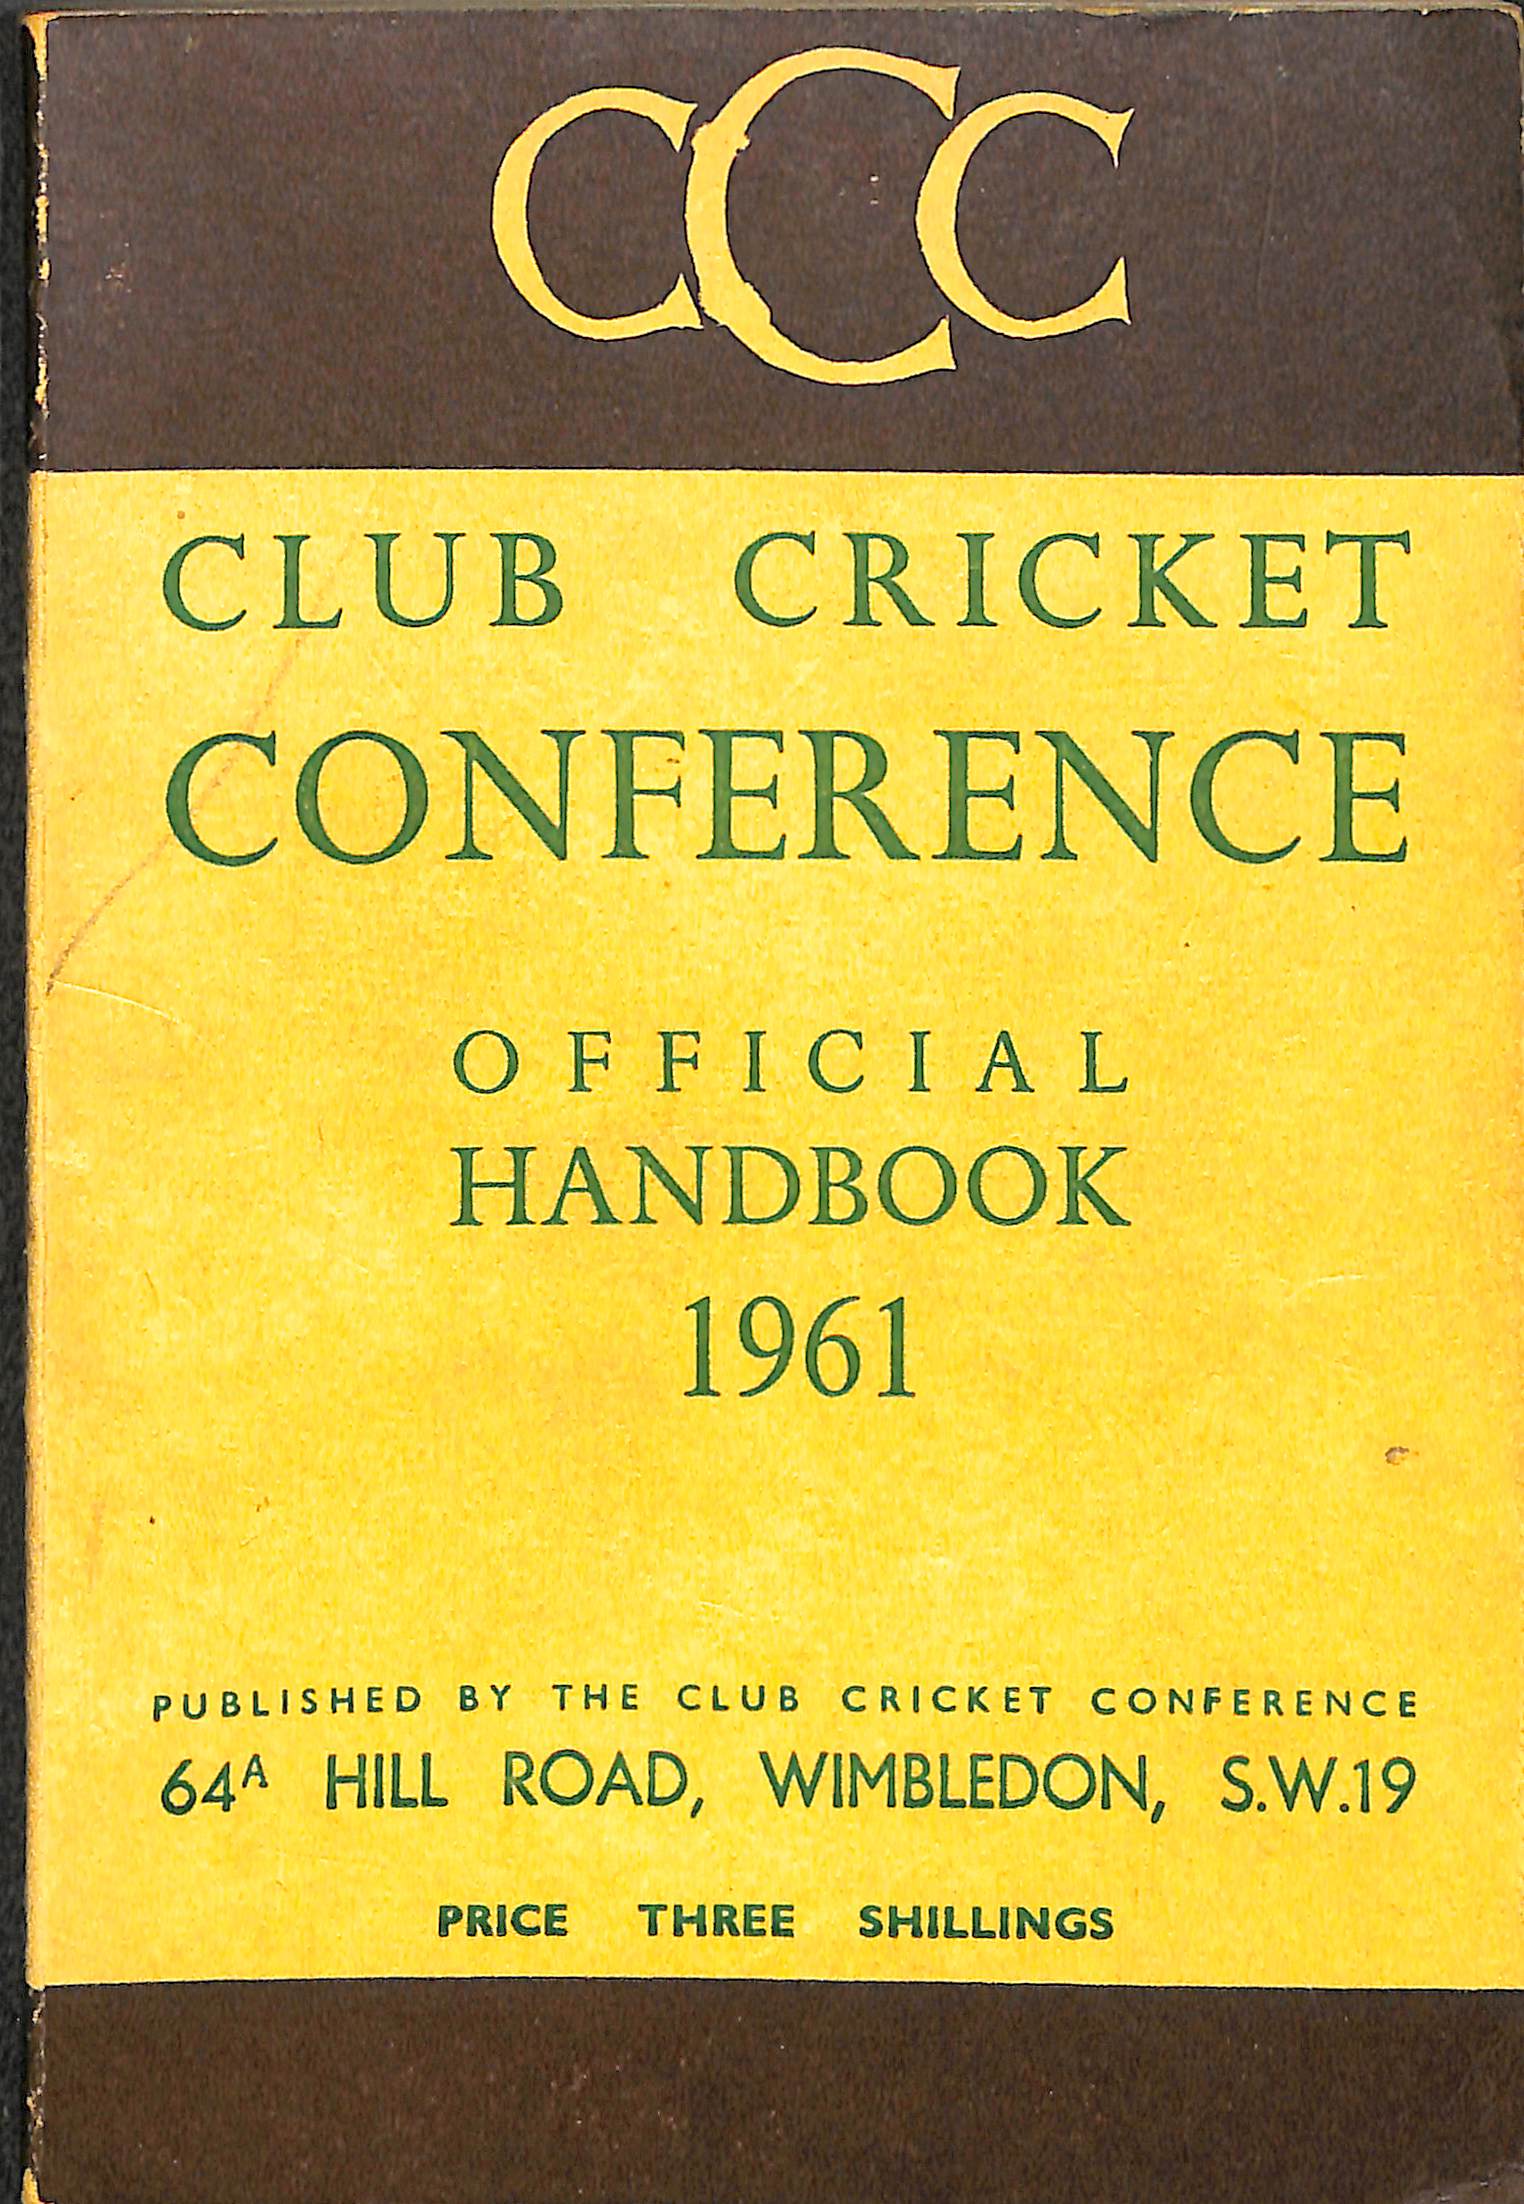 CCC
CLUB CRICKET
CONFERENCE
OFFICIAL
HANDBOOK
1961
PUBLISHED BY THE CLUB CRICKET CONFERENCE
64A HILL ROAD, WIMBLEDON, S.W.19
PRICE THREE SHILLINGS